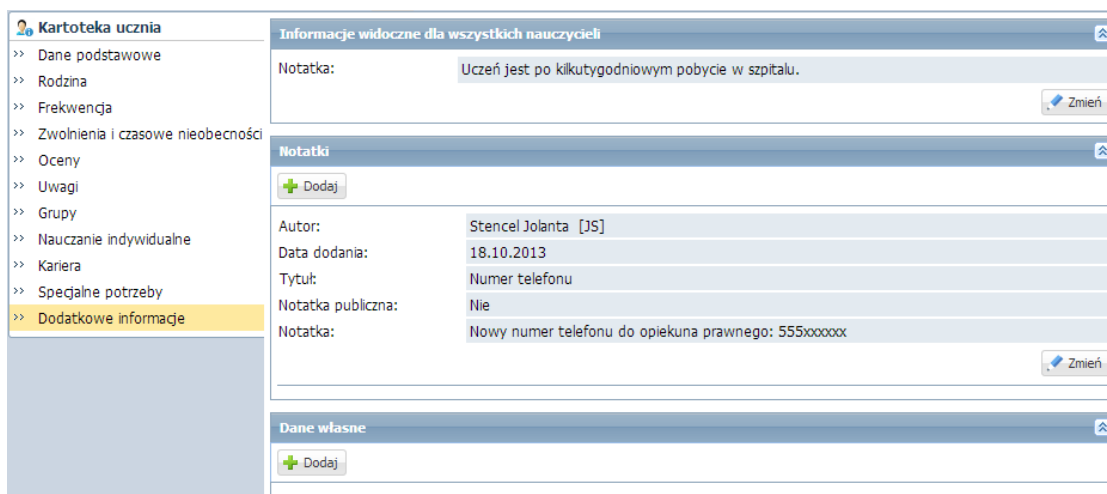 Kartoteka ucznia
Dane podstawowe
Rodzina
Frekwencja
Zwolnienia i czasowe nieobecności
Oceny
Uwagi
Grupy
Nauczanie indywidualne
Kariera
Specjalne potrzeby
Dodatkowe informacje
Informacje widoczne dla wszystkich nauczycieli
Notatka: Uczeń jest po kilkutygodniowym pobycie w szpitalu.
Zmień
Notatki
Dodaj
Autor: Stencel Jolanta [JS]
Data dodania: 18.10.2013
Tytuł: Numer telefonu
Notatka publiczna: Nie
Notatka: Nowy numer telefonu do opiekuna prawnego: 555xxxxxx
Zmień
Dane własne
Dodaj